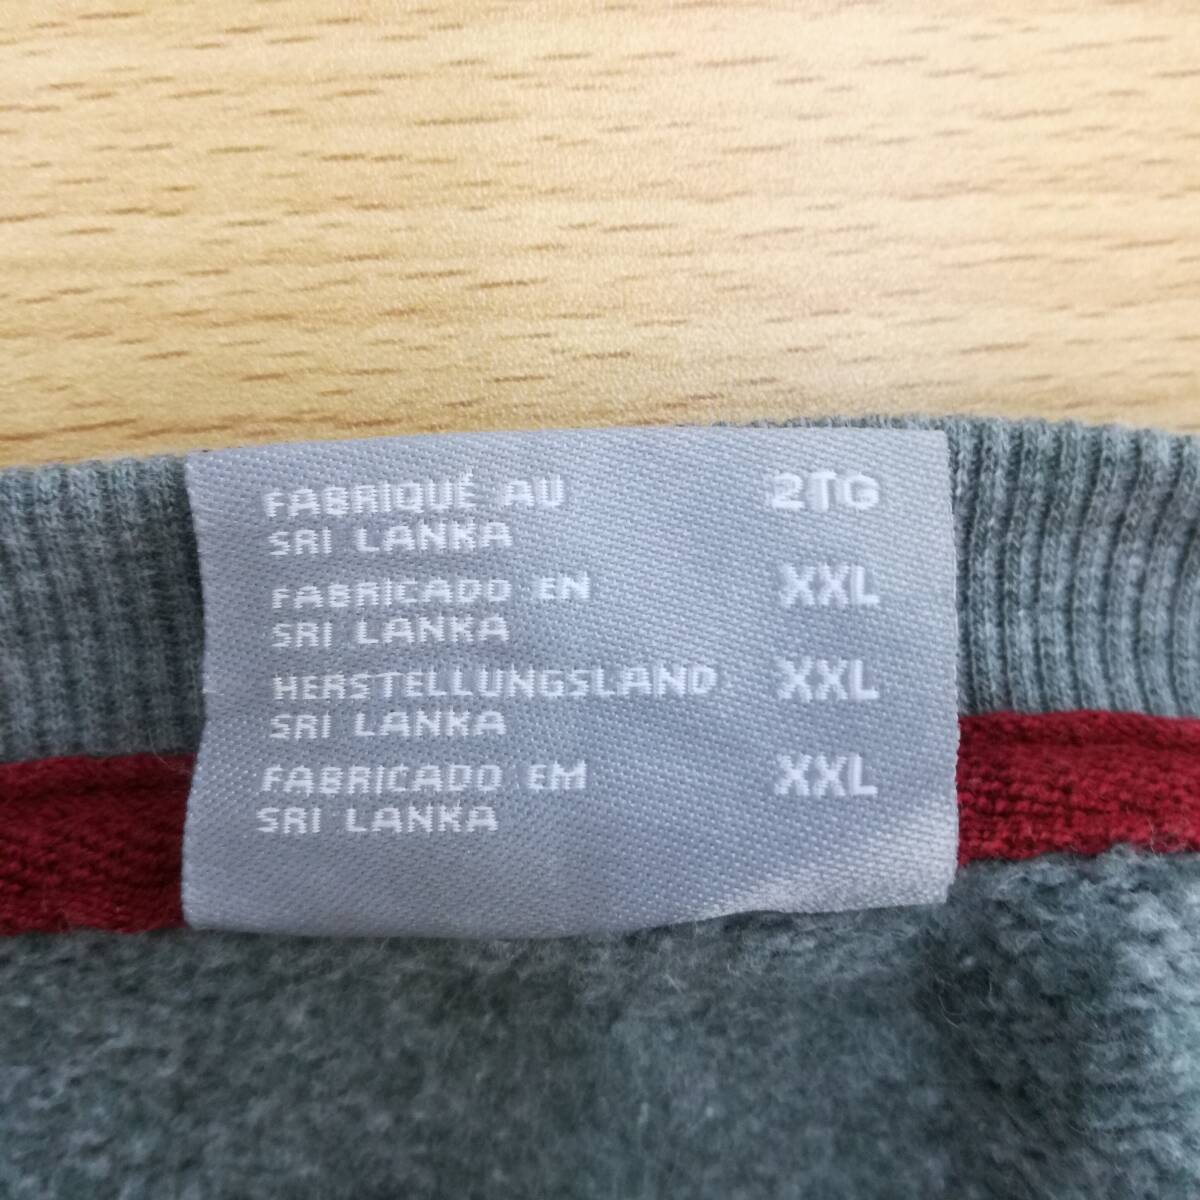 FABRIQUÉ AU 2TG
SRI LANKA
FABRICADO EN XXL
SRI LANKA
HERSTELLUNGSLAND XXL
SRI LANKA
FABRICADO EM XXL
SRI LANKA